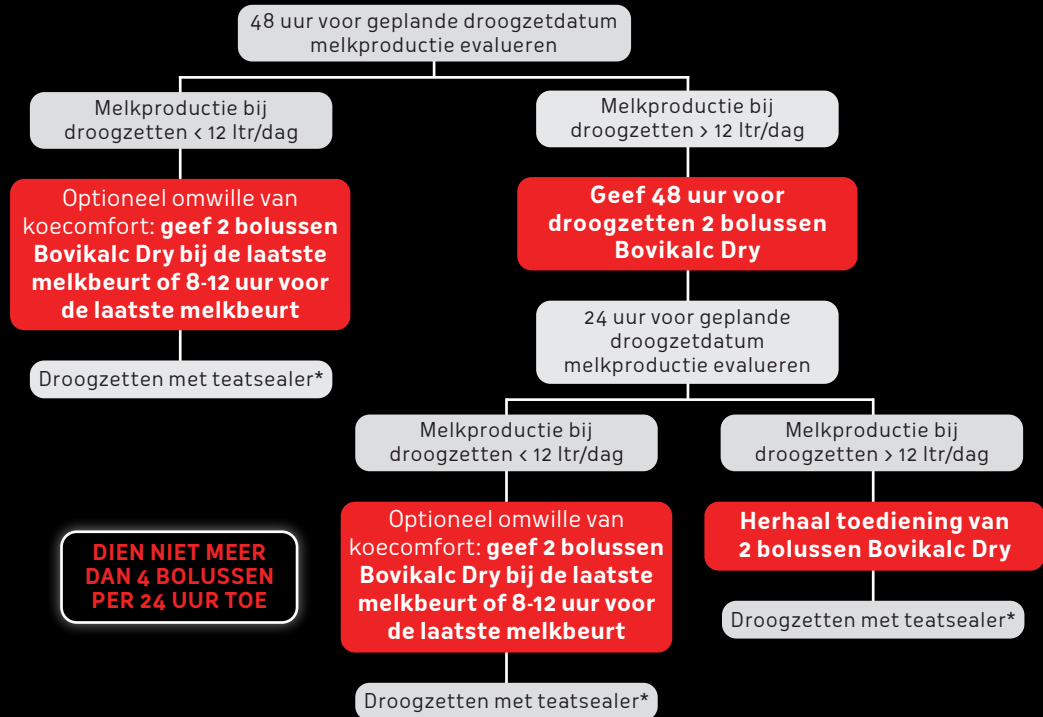 48 uur voor geplande droogzetdatum
melkproductie evalueren
Melkproductie bij
droogzetten < 12 ltr/dag
Melkproductie bij
droogzetten > 12 ltr/dag
Optioneel omwille van
koecomfort: geef 2 bolussen
Bovikalc Dry bij de laatste
melkbeurt of 8-12 uur voor
de laatste melkbeurt
Geef 48 uur voor
droogzetten 2 bolussen
Bovikalc Dry
24 uur voor geplande
droogzetdatum
melkproductie evalueren
Droogzetten met teatsealer*
Melkproductie bij
droogzetten < 12 ltr/dag
Melkproductie bij
droogzetten > 12 ltr/dag
Optioneel omwille van
koecomfort: geef 2 bolussen
Bovikalc Dry bij de laatste
melkbeurt of 8-12 uur voor
de laatste melkbeurt
Herhaal toediening van
2 bolussen Bovikalc Dry
DIEN NIET MEER
DAN 4 BOLUSSEN
PER 24 UUR TOE
Droogzetten met teatsealer*
Droogzetten met teatsealer*